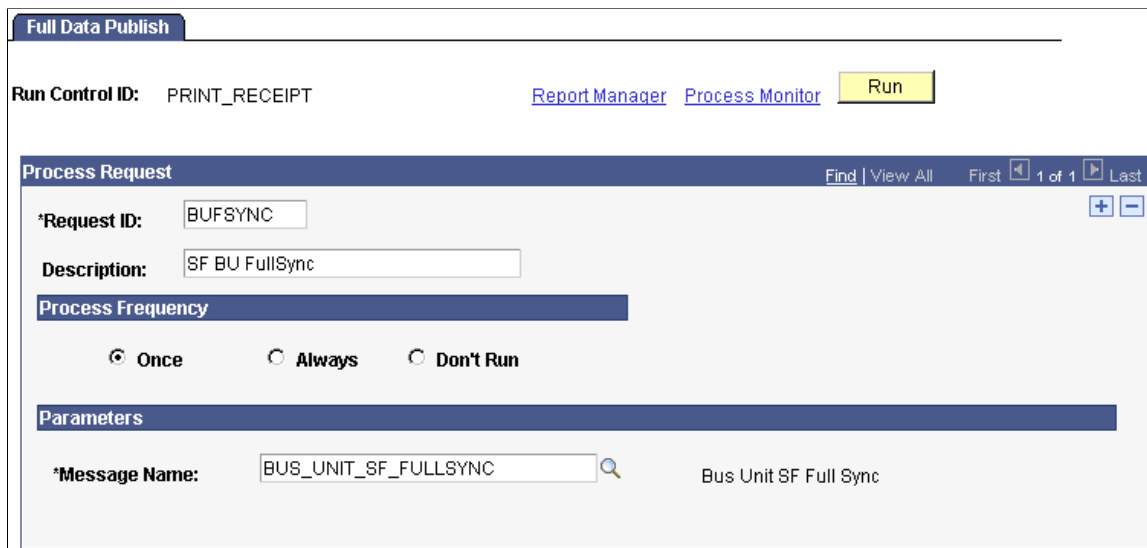 Full Data Publish
Run Control ID: PRINT_RECEIPT Report Manager Process Monitor Run
Process Request Find | View All First 1 of 1 Last
*Request ID: BUFSYNC
Description: SF BU FullSync
Process Frequency
Once Always Don't Run
Parameters
*Message Name: BUS_UNIT_SF_FULLSYNC Bus Unit SF Full Sync